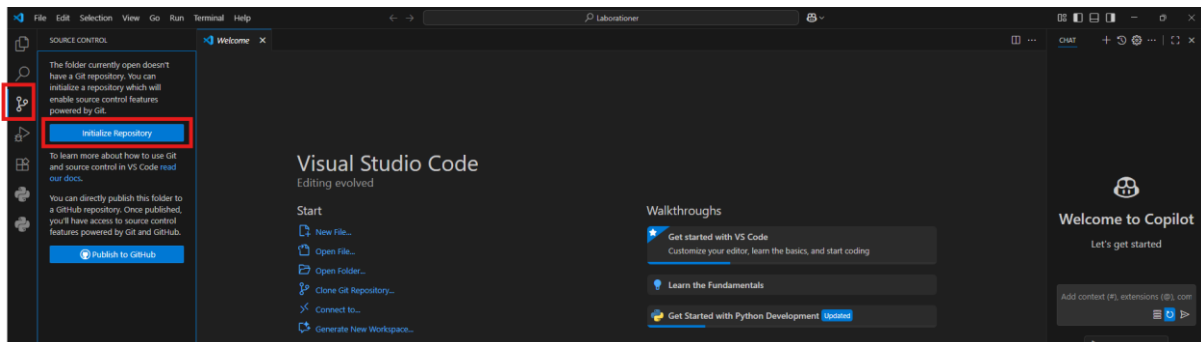 File Edit Selection View Go Run Terminal Help
Laborationer
SOURCE CONTROL
The folder currently open doesn't
have a Git repository. You can
initialize a repository which will
enable source control features
powered by Git.
Initialize Repository
To learn more about how to use Git
and source control in VS Code read
our docs.
You can directly publish this folder to
a GitHub repository. Once published,
you'll have access to source control
features powered by Git and GitHub.
Publish to GitHub
Welcome
Visual Studio Code
Editing evolved
Start
New File...
Open File...
Open Folder...
Clone Git Repository...
Connect to...
Generate New Workspace...
Walkthroughs
Get started with VS Code
Customize your editor, learn the basics, and start coding
Learn the Fundamentals
Get Started with Python Development Updated
CHAT
Welcome to Copilot
Let's get started
Add context (#), extensions (@), com